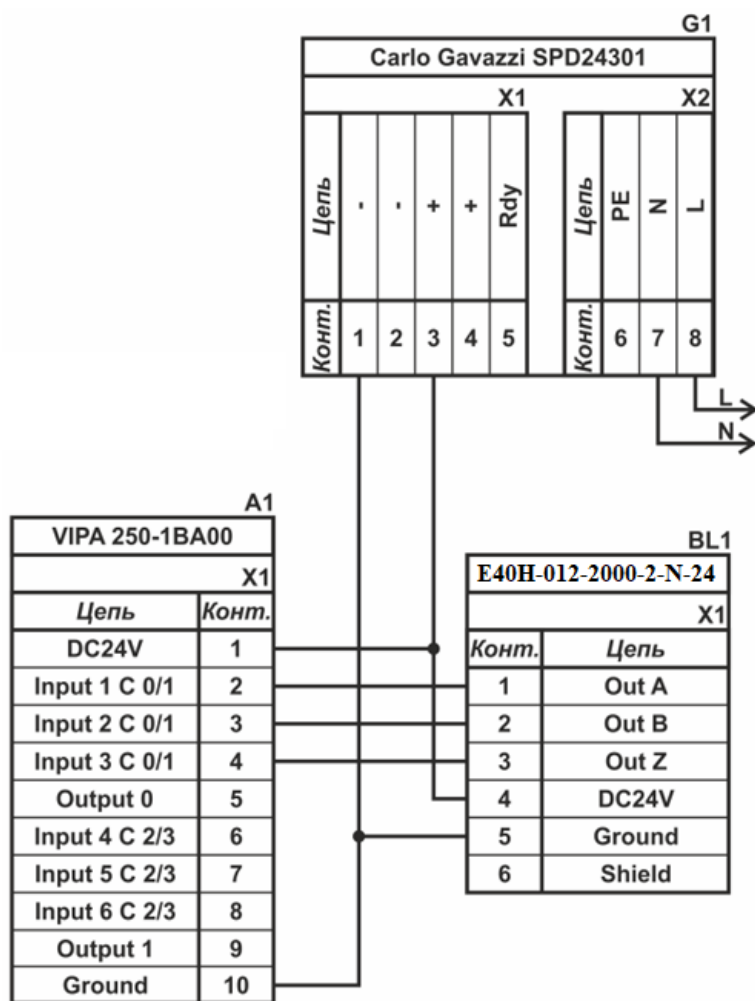 G1
Carlo Gavazzi SPD24301
X1
X2
Цепь - - + + Rdy
Цепь PE N L
Конт. 1 2 3 4 5
Конт. 6 7 8
L
N
A1
VIPA 250-1BA00
X1
Цепь Конт.
DC24V 1
Input 1 C 0/1 2
Input 2 C 0/1 3
Input 3 C 0/1 4
Output 0 5
Input 4 C 2/3 6
Input 5 C 2/3 7
Input 6 C 2/3 8
Output 1 9
Ground 10
BL1
E40H-012-2000-2-N-24
X1
Конт. Цепь
1 Out A
2 Out B
3 Out Z
4 DC24V
5 Ground
6 Shield